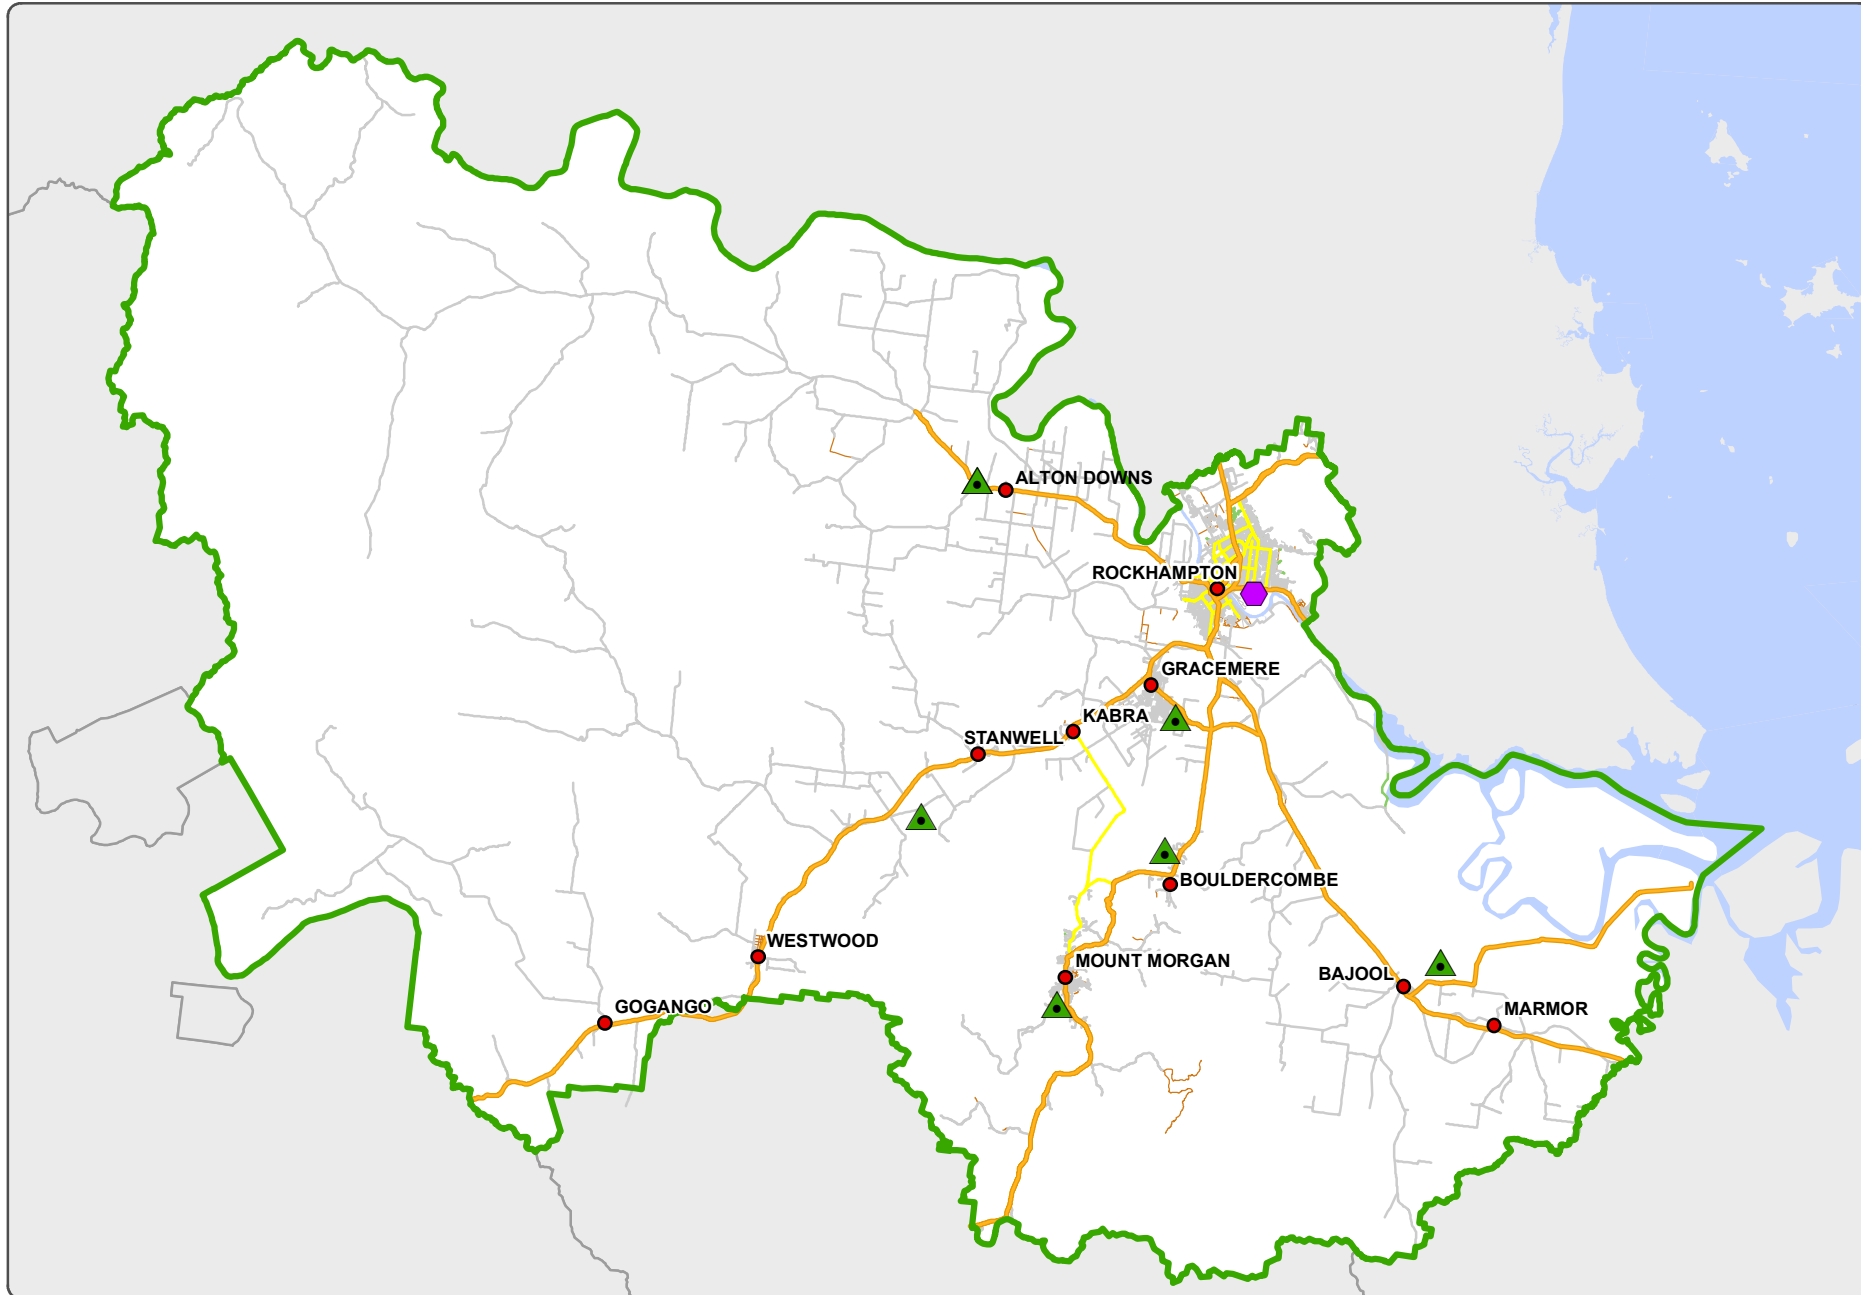 ALTON DOWNS
ROCKHAMPTON
GRACEMERE
KABRA
STANWELL
BOULDERCOMBE
WESTWOOD
MOUNT MORGAN
BAJOOL
GOGANGO
MARMOR